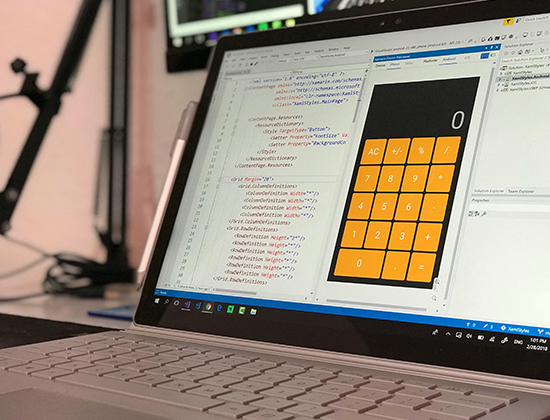 <?xml version="1.0" encoding="utf-8" ?>
<ContentPage xmlns="http://xamarin.com/schemas
xmlns:x="http://schemas.microsoft
xmlns:local="clr-namespace:XamlSt
x:Class="XamlStyles.MainPage">
<ContentPage.Resources>
<ResourceDictionary>
<Style TargetType="Button">
<Setter Property="FontSize" Va
<Setter Property="BackgroundCo
</Style>
</ResourceDictionary>
</ContentPage.Resources>
<Grid Margin="20">
<Grid.ColumnDefinitions>
<ColumnDefinition Width="*"/>
<ColumnDefinition Width="*"/>
<ColumnDefinition Width="*"/>
<ColumnDefinition Width="*"/>
</Grid.ColumnDefinitions>
<Grid.RowDefinitions>
<RowDefinition Height="2*"/>
<RowDefinition Height="*"/>
<RowDefinition Height="*"/>
<RowDefinition Height="*"/>
<RowDefinition Height="*"/>
<RowDefinition Height="*"/>
</Grid.RowDefinitions>
0
AC +/- % /
7 8 9 *
4 5 6 -
1 2 3 +
0 . =
Solution Explorer
Solution Explorer Team Explorer
Properties
XamlStyles
ENG
1:01 PM
2/28/2018